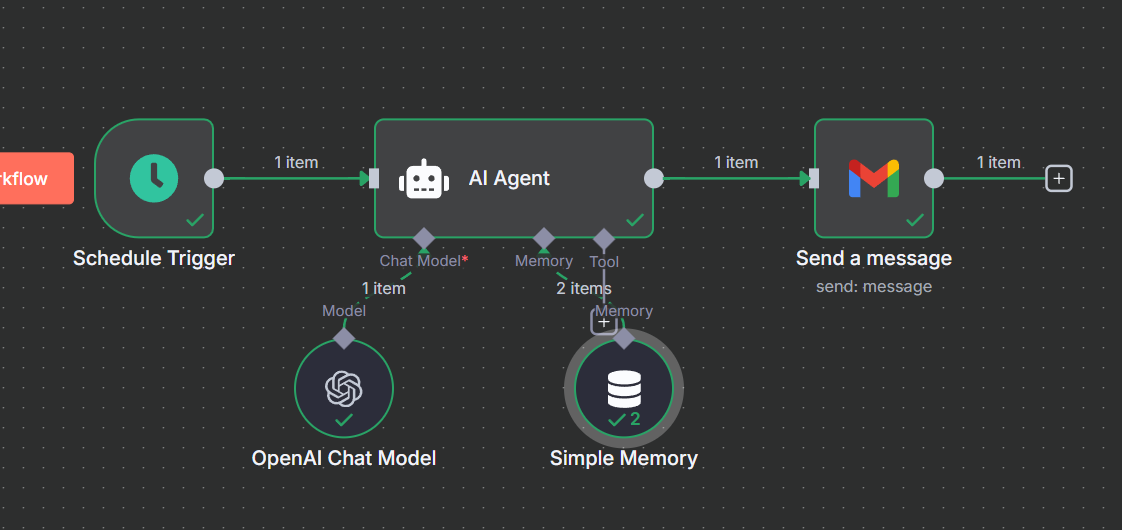 rkflow
1 item
AI Agent
1 item
1 item
Schedule Trigger
Chat Model*
Memory
Tool
Send a message
send: message
1 item
2 items
Model
Memory
2
OpenAI Chat Model
Simple Memory